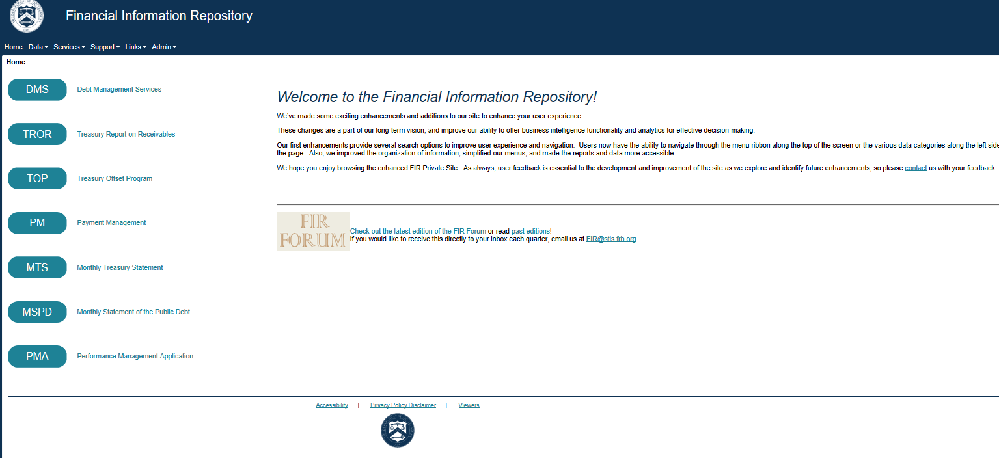 Financial Information Repository
Home Data Services Support Links Admin
Home
DMS Debt Management Services
TROR Treasury Report on Receivables
TOP Treasury Offset Program
PM Payment Management
MTS Monthly Treasury Statement
MSPD Monthly Statement of the Public Debt
PMA Performance Management Application
Welcome to the Financial Information Repository!
We've made some exciting enhancements and additions to our site to enhance your user experience.
These changes are a part of our long-term vision, and improve our ability to offer business intelligence functionality and analytics for effective decision-making.
Our first enhancements provide several search options to improve user experience and navigation. Users now have the ability to navigate through the menu ribbon along the top of the screen or the various data categories along the left side
the page. Also, we improved the organization of information, simplified our menus, and made the reports and data more accessible.
We hope you enjoy browsing the enhanced FIR Private Site. As always, user feedback is essential to the development and improvement of the site as we explore and identify future enhancements, so please contact us with your feedback.
FIR
FORUM
Check out the latest edition of the FIR Forum or read past editions!
If you would like to receive this directly to your inbox each quarter, email us at FIR@stls.frb.org.
Accessibility | Privacy Policy Disclaimer | Viewers